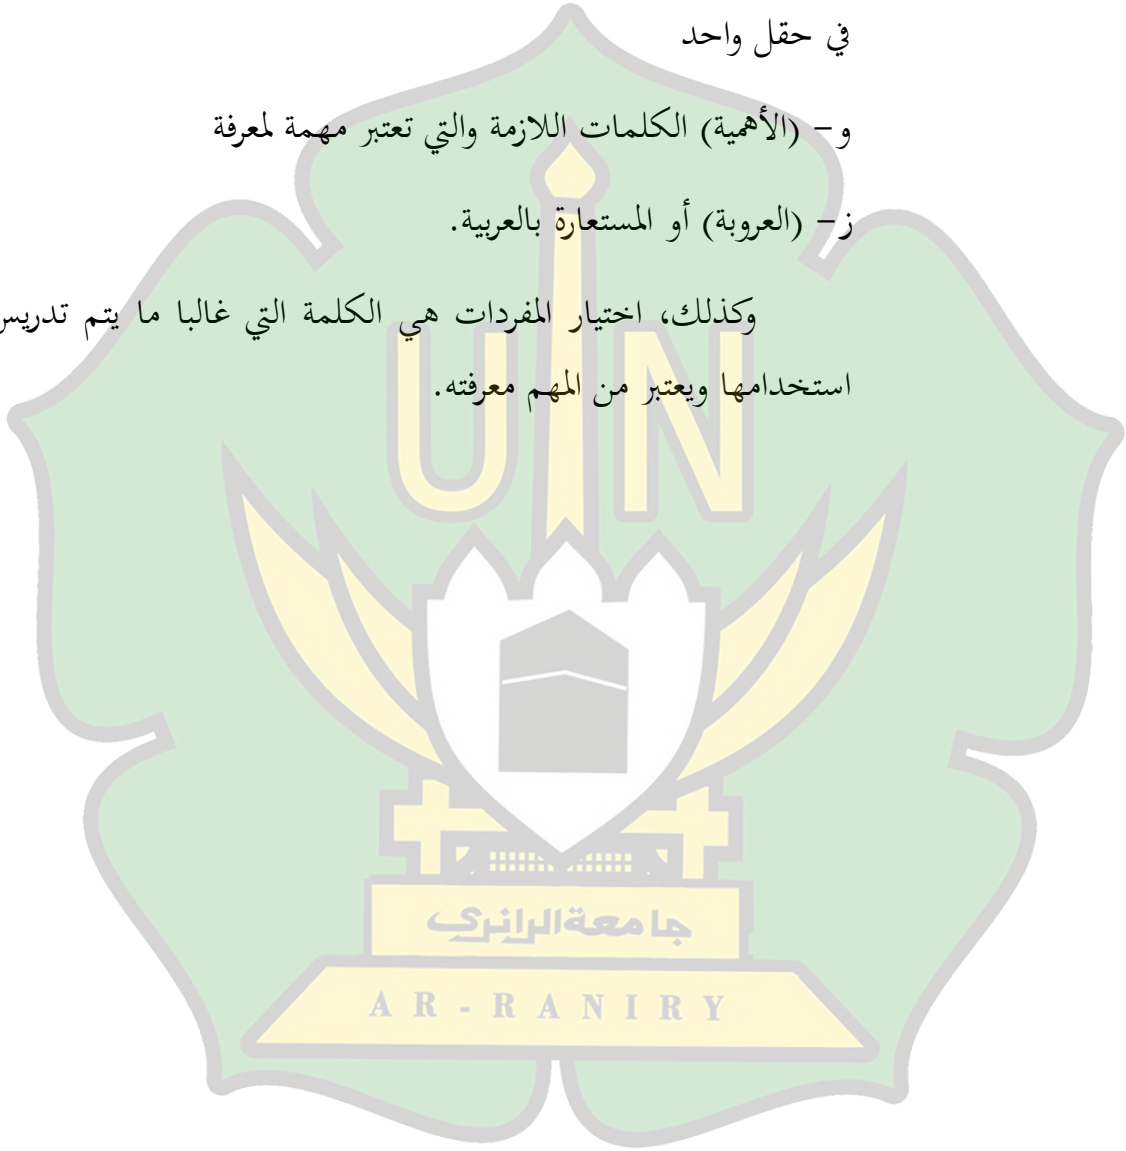 في حقل واحد
و– (الأهمية) الكلمات اللازمة والتي تعتبر مهمة لمعرفة
ز– (العروبة) أو المستعارة بالعربية.
وكذلك، اختيار المفردات هي الكلمة التي غالبا ما يتم تدريس
استخدامها ويعتبر من المهم معرفته.
UIN
جامعةالرانري
AR-RANIRY